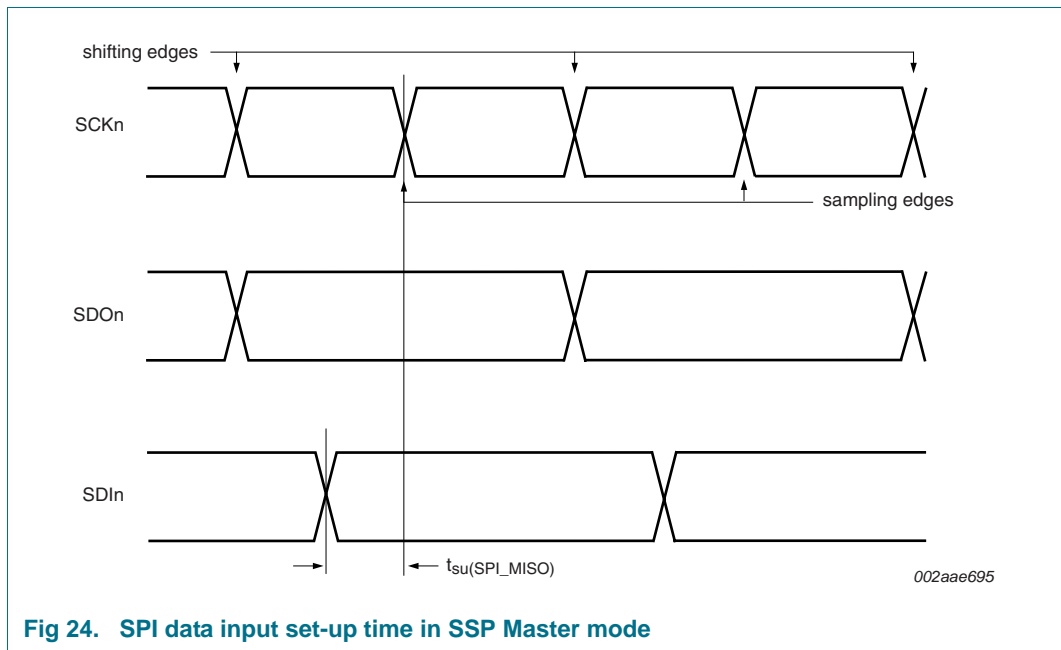 shifting edges
SCKn
sampling edges
SDOn
SDIn
tsu(SPI_MISO)
002aae695
Fig 24. SPI data input set-up time in SSP Master mode